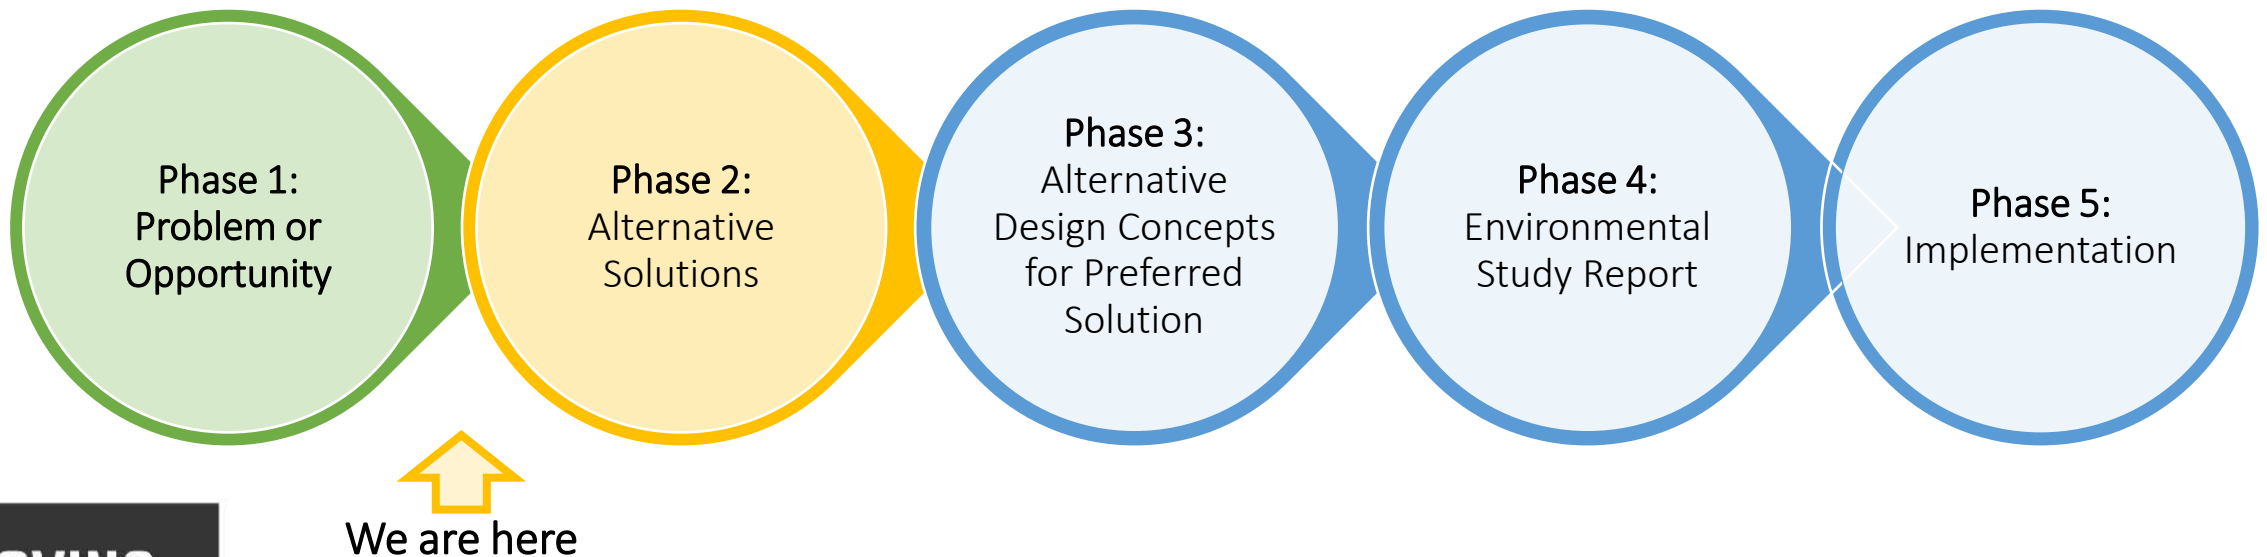 Phase 1:
Problem or
Opportunity
Phase 2:
Alternative
Solutions
Phase 3:
Alternative
Design Concepts
for Preferred
Solution
Phase 4:
Environmental
Study Report
Phase 5:
Implementation
We are here